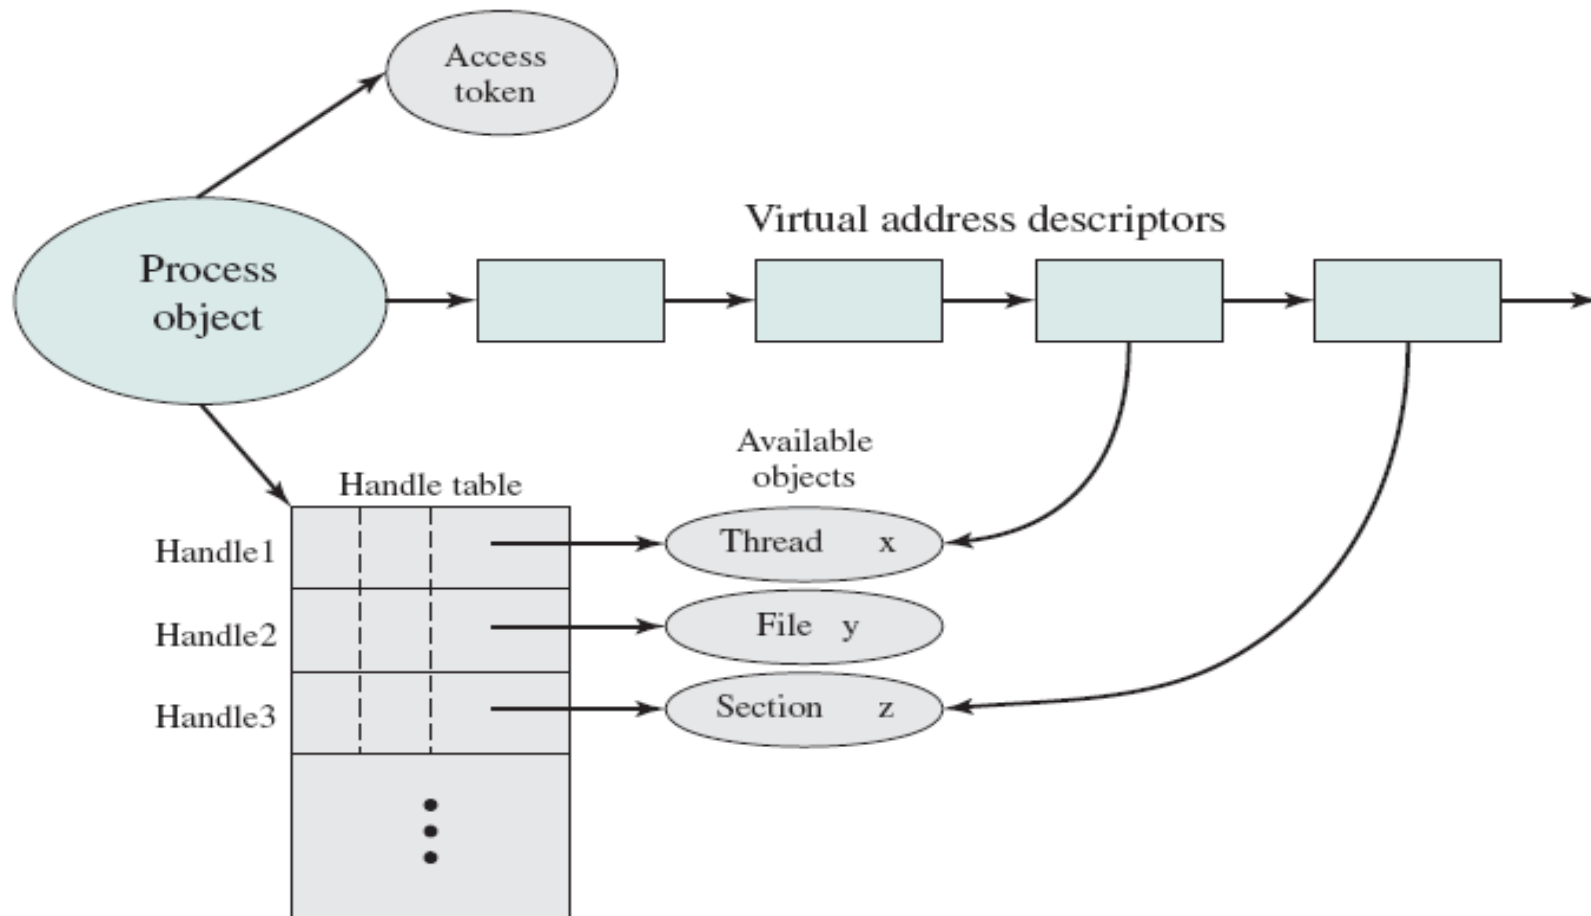 Access
token
Virtual address descriptors
Process
object
Available
objects
Handle table
Handle1
Thread x
Handle2
File y
Handle3
Section z